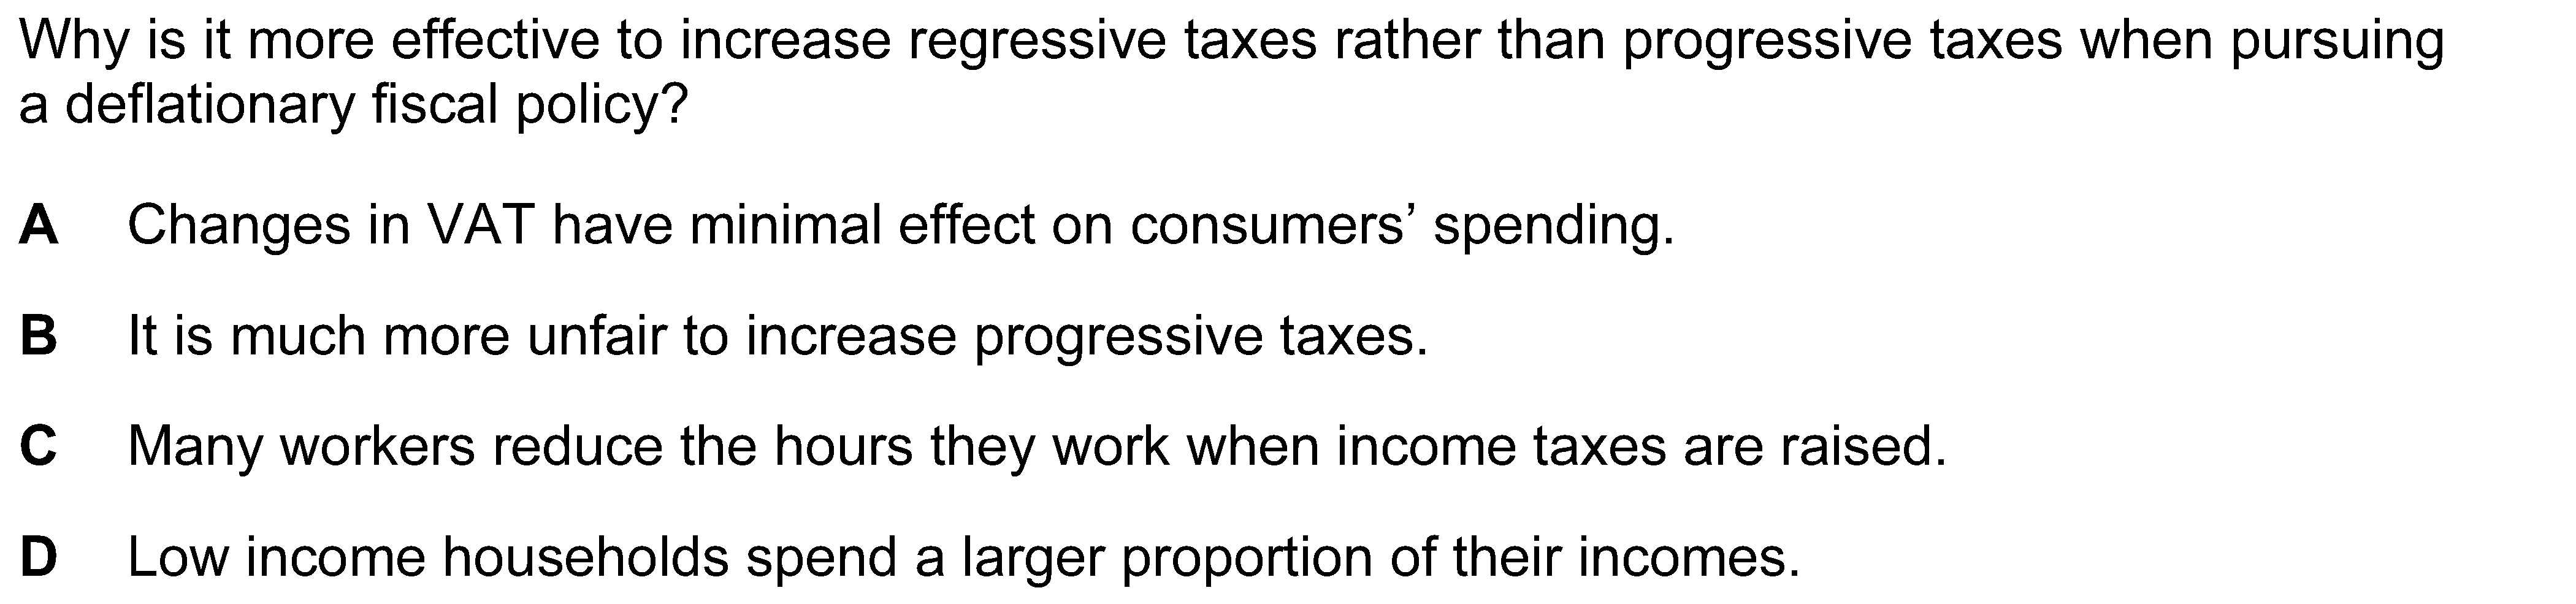 Why is it more effective to increase regressive taxes rather than progressive taxes when pursuing
a deflationary fiscal policy?
A Changes in VAT have minimal effect on consumers’ spending.
B It is much more unfair to increase progressive taxes.
C Many workers reduce the hours they work when income taxes are raised.
D Low income households spend a larger proportion of their incomes.